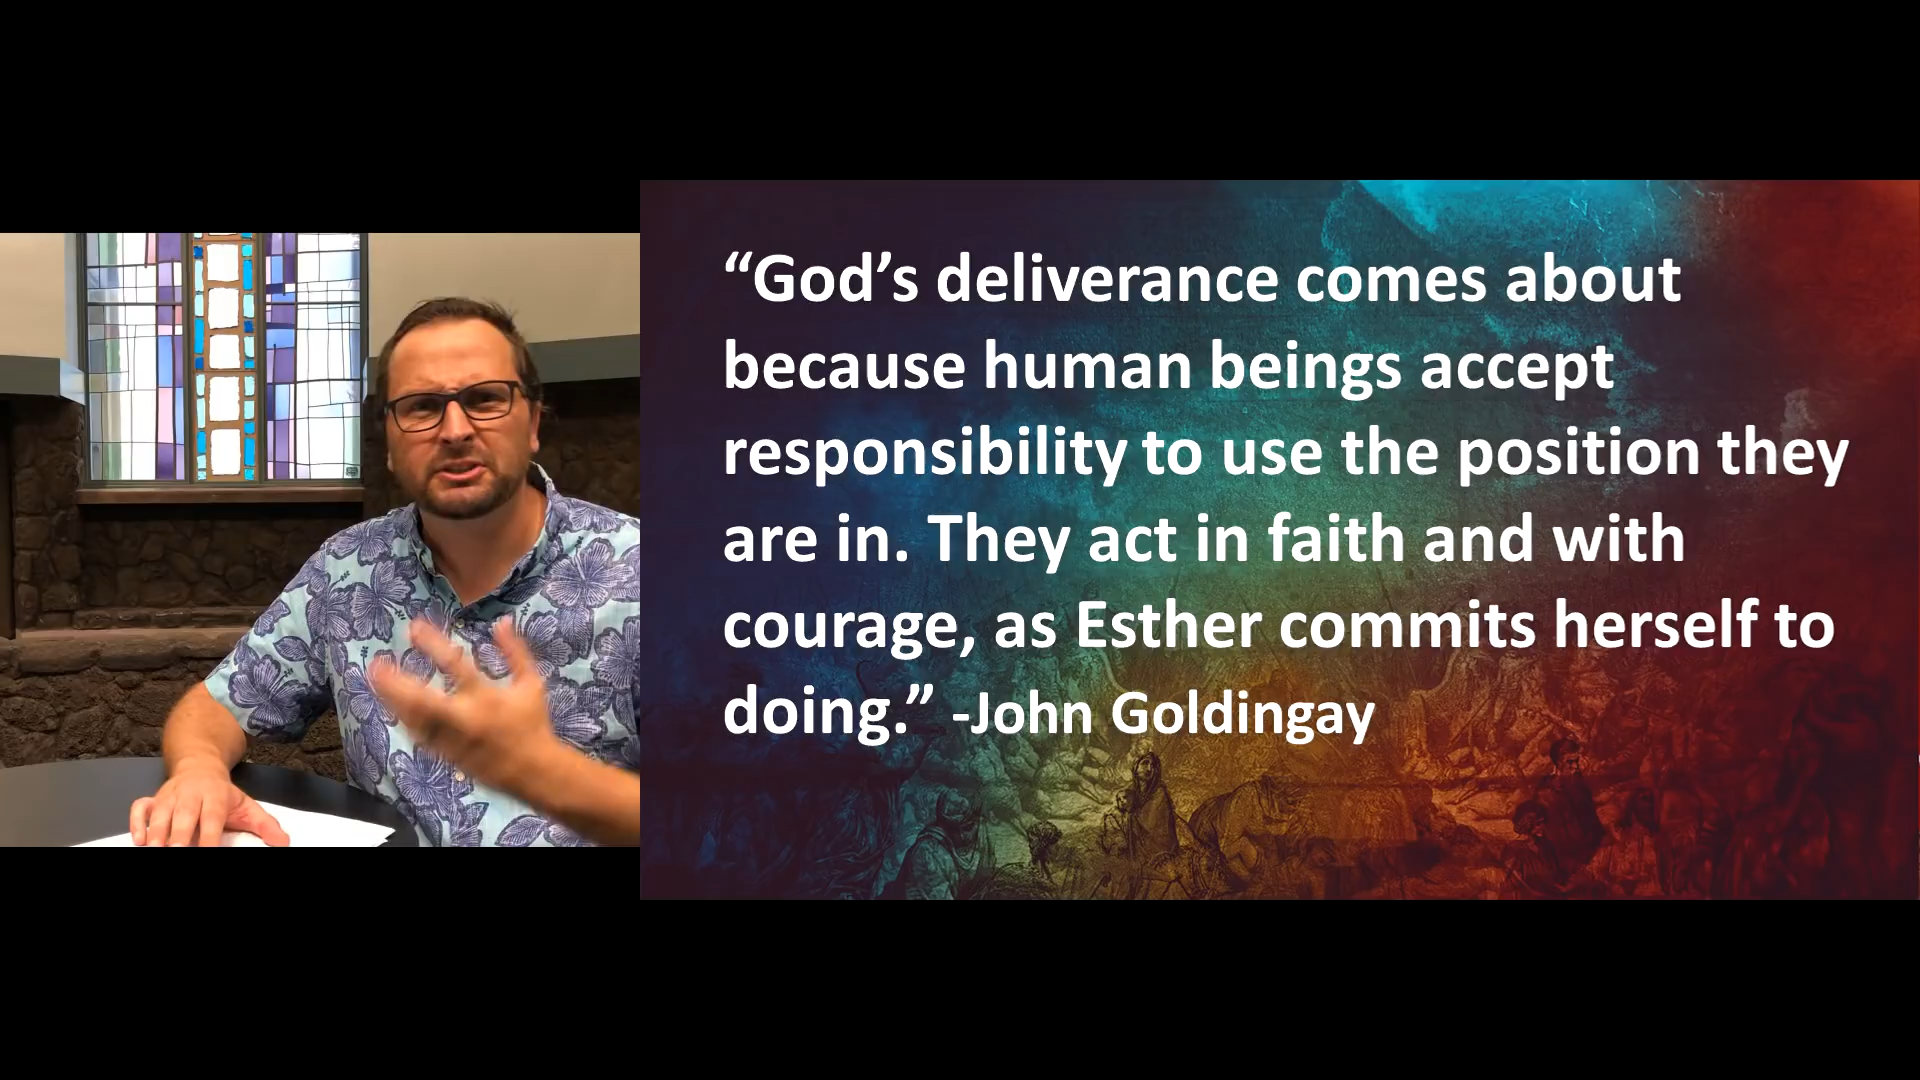 “God’s deliverance comes about
because human beings accept
responsibility to use the position they
are in. They act in faith and with
courage, as Esther commits herself to
doing.” -John Goldingay